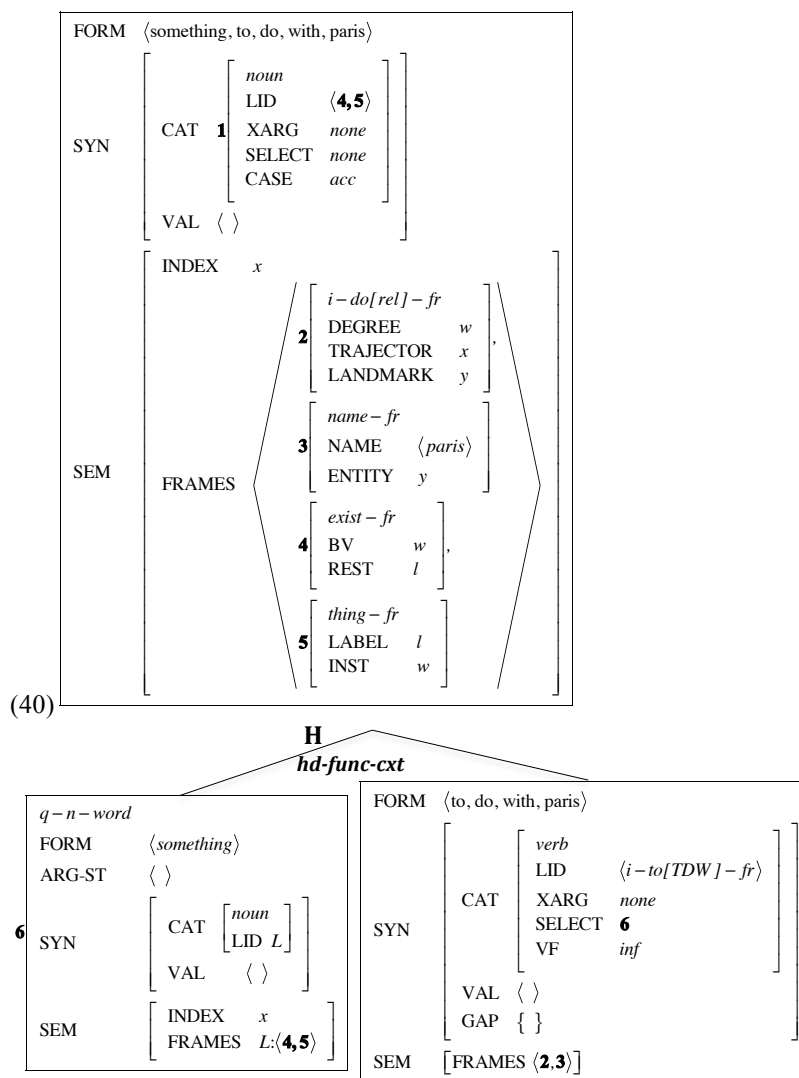 FORM ⟨something, to, do, with, paris⟩
SYN
CAT 1
noun
LID ⟨4,5⟩
XARG none
SELECT none
CASE acc
VAL ⟨ ⟩
SEM
INDEX x
FRAMES
2
i−do[rel]−fr
DEGREE w
TRAJECTOR x
LANDMARK y
,
3
name−fr
NAME ⟨paris⟩
ENTITY y
4
exist−fr
BV w
REST l
,
5
thing−fr
LABEL l
INST w
(40)
H
hd-func-cxt
6
q−n−word
FORM ⟨something⟩
ARG-ST ⟨ ⟩
SYN
CAT
noun
LID L
VAL ⟨ ⟩
SEM
INDEX x
FRAMES L:⟨4,5⟩
FORM ⟨to, do, with, paris⟩
SYN
CAT
verb
LID ⟨i−to[TDW]−fr⟩
XARG none
SELECT 6
VF inf
VAL ⟨ ⟩
GAP { }
SEM [FRAMES ⟨2,3⟩]